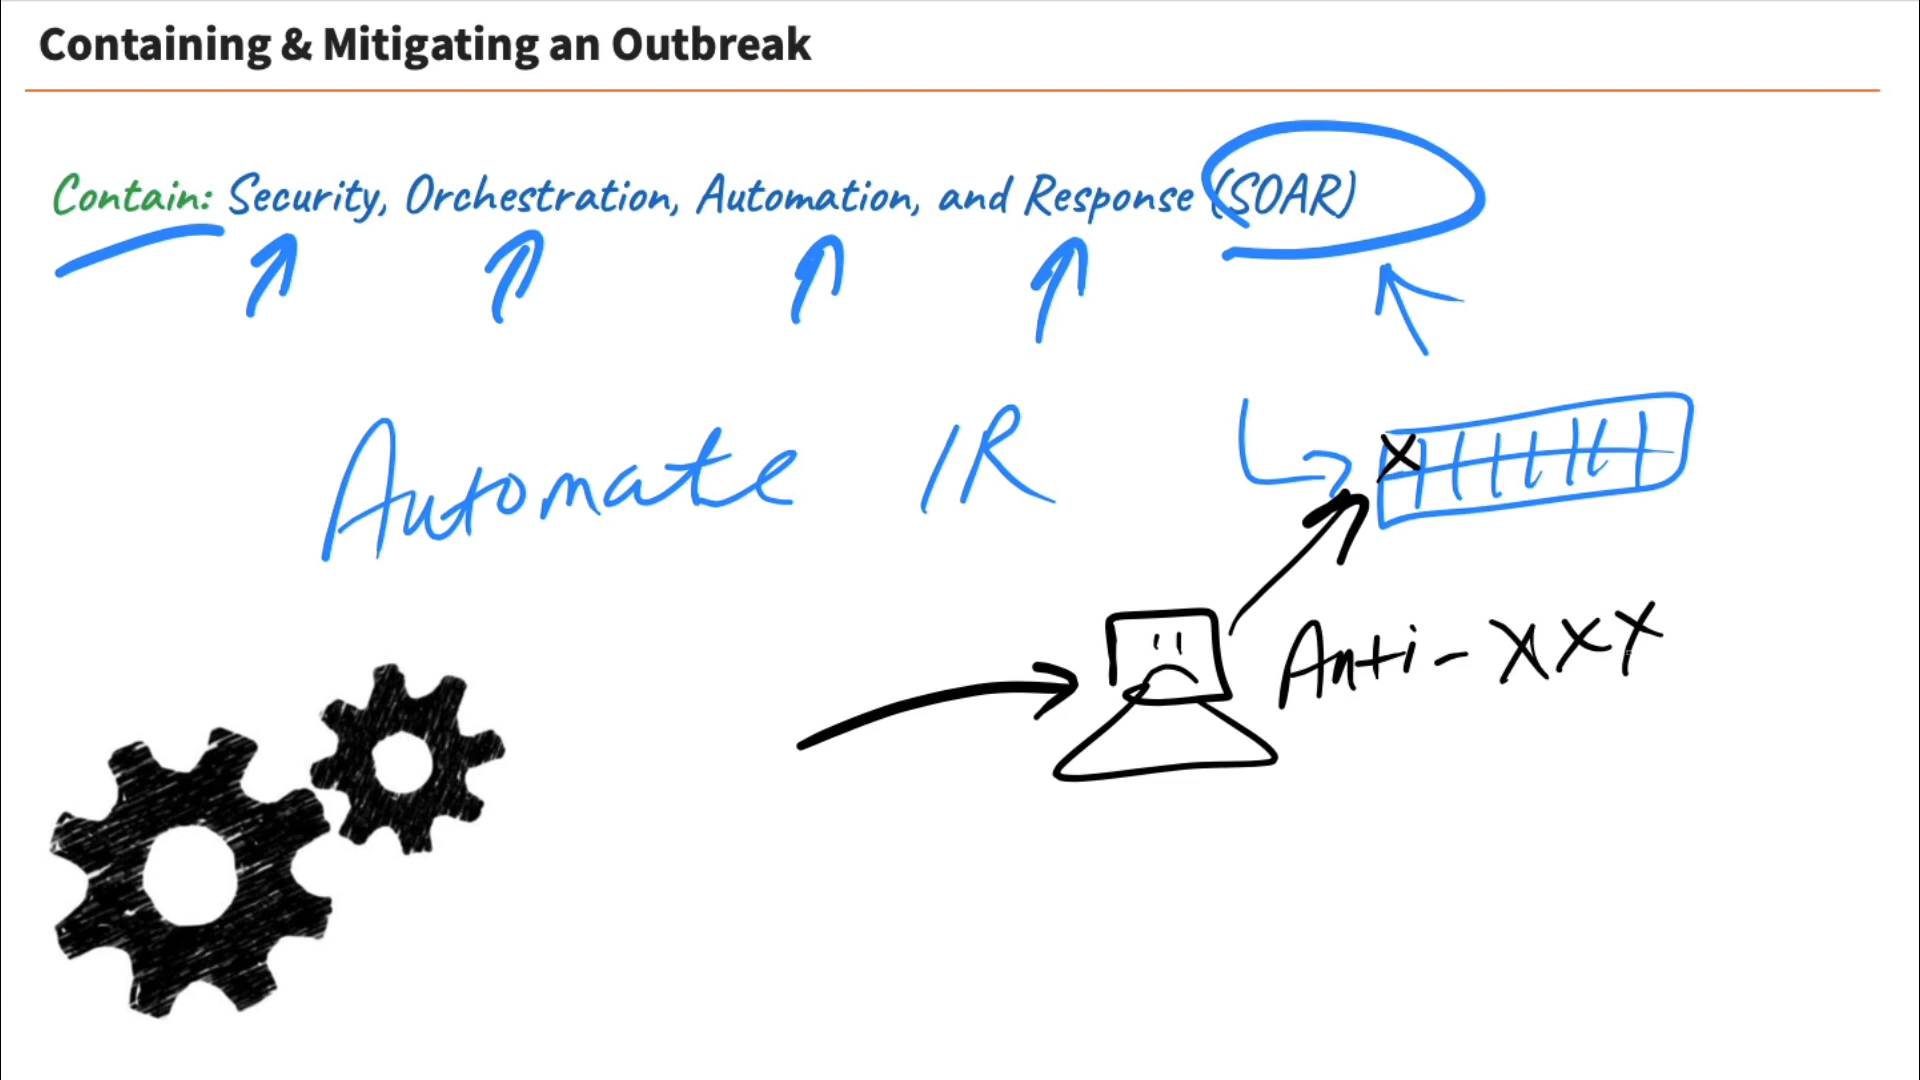 Containing & Mitigating an Outbreak
Contain: Security, Orchestration, Automation, and Response (SOAR)
Automate IR
Anti-XXX